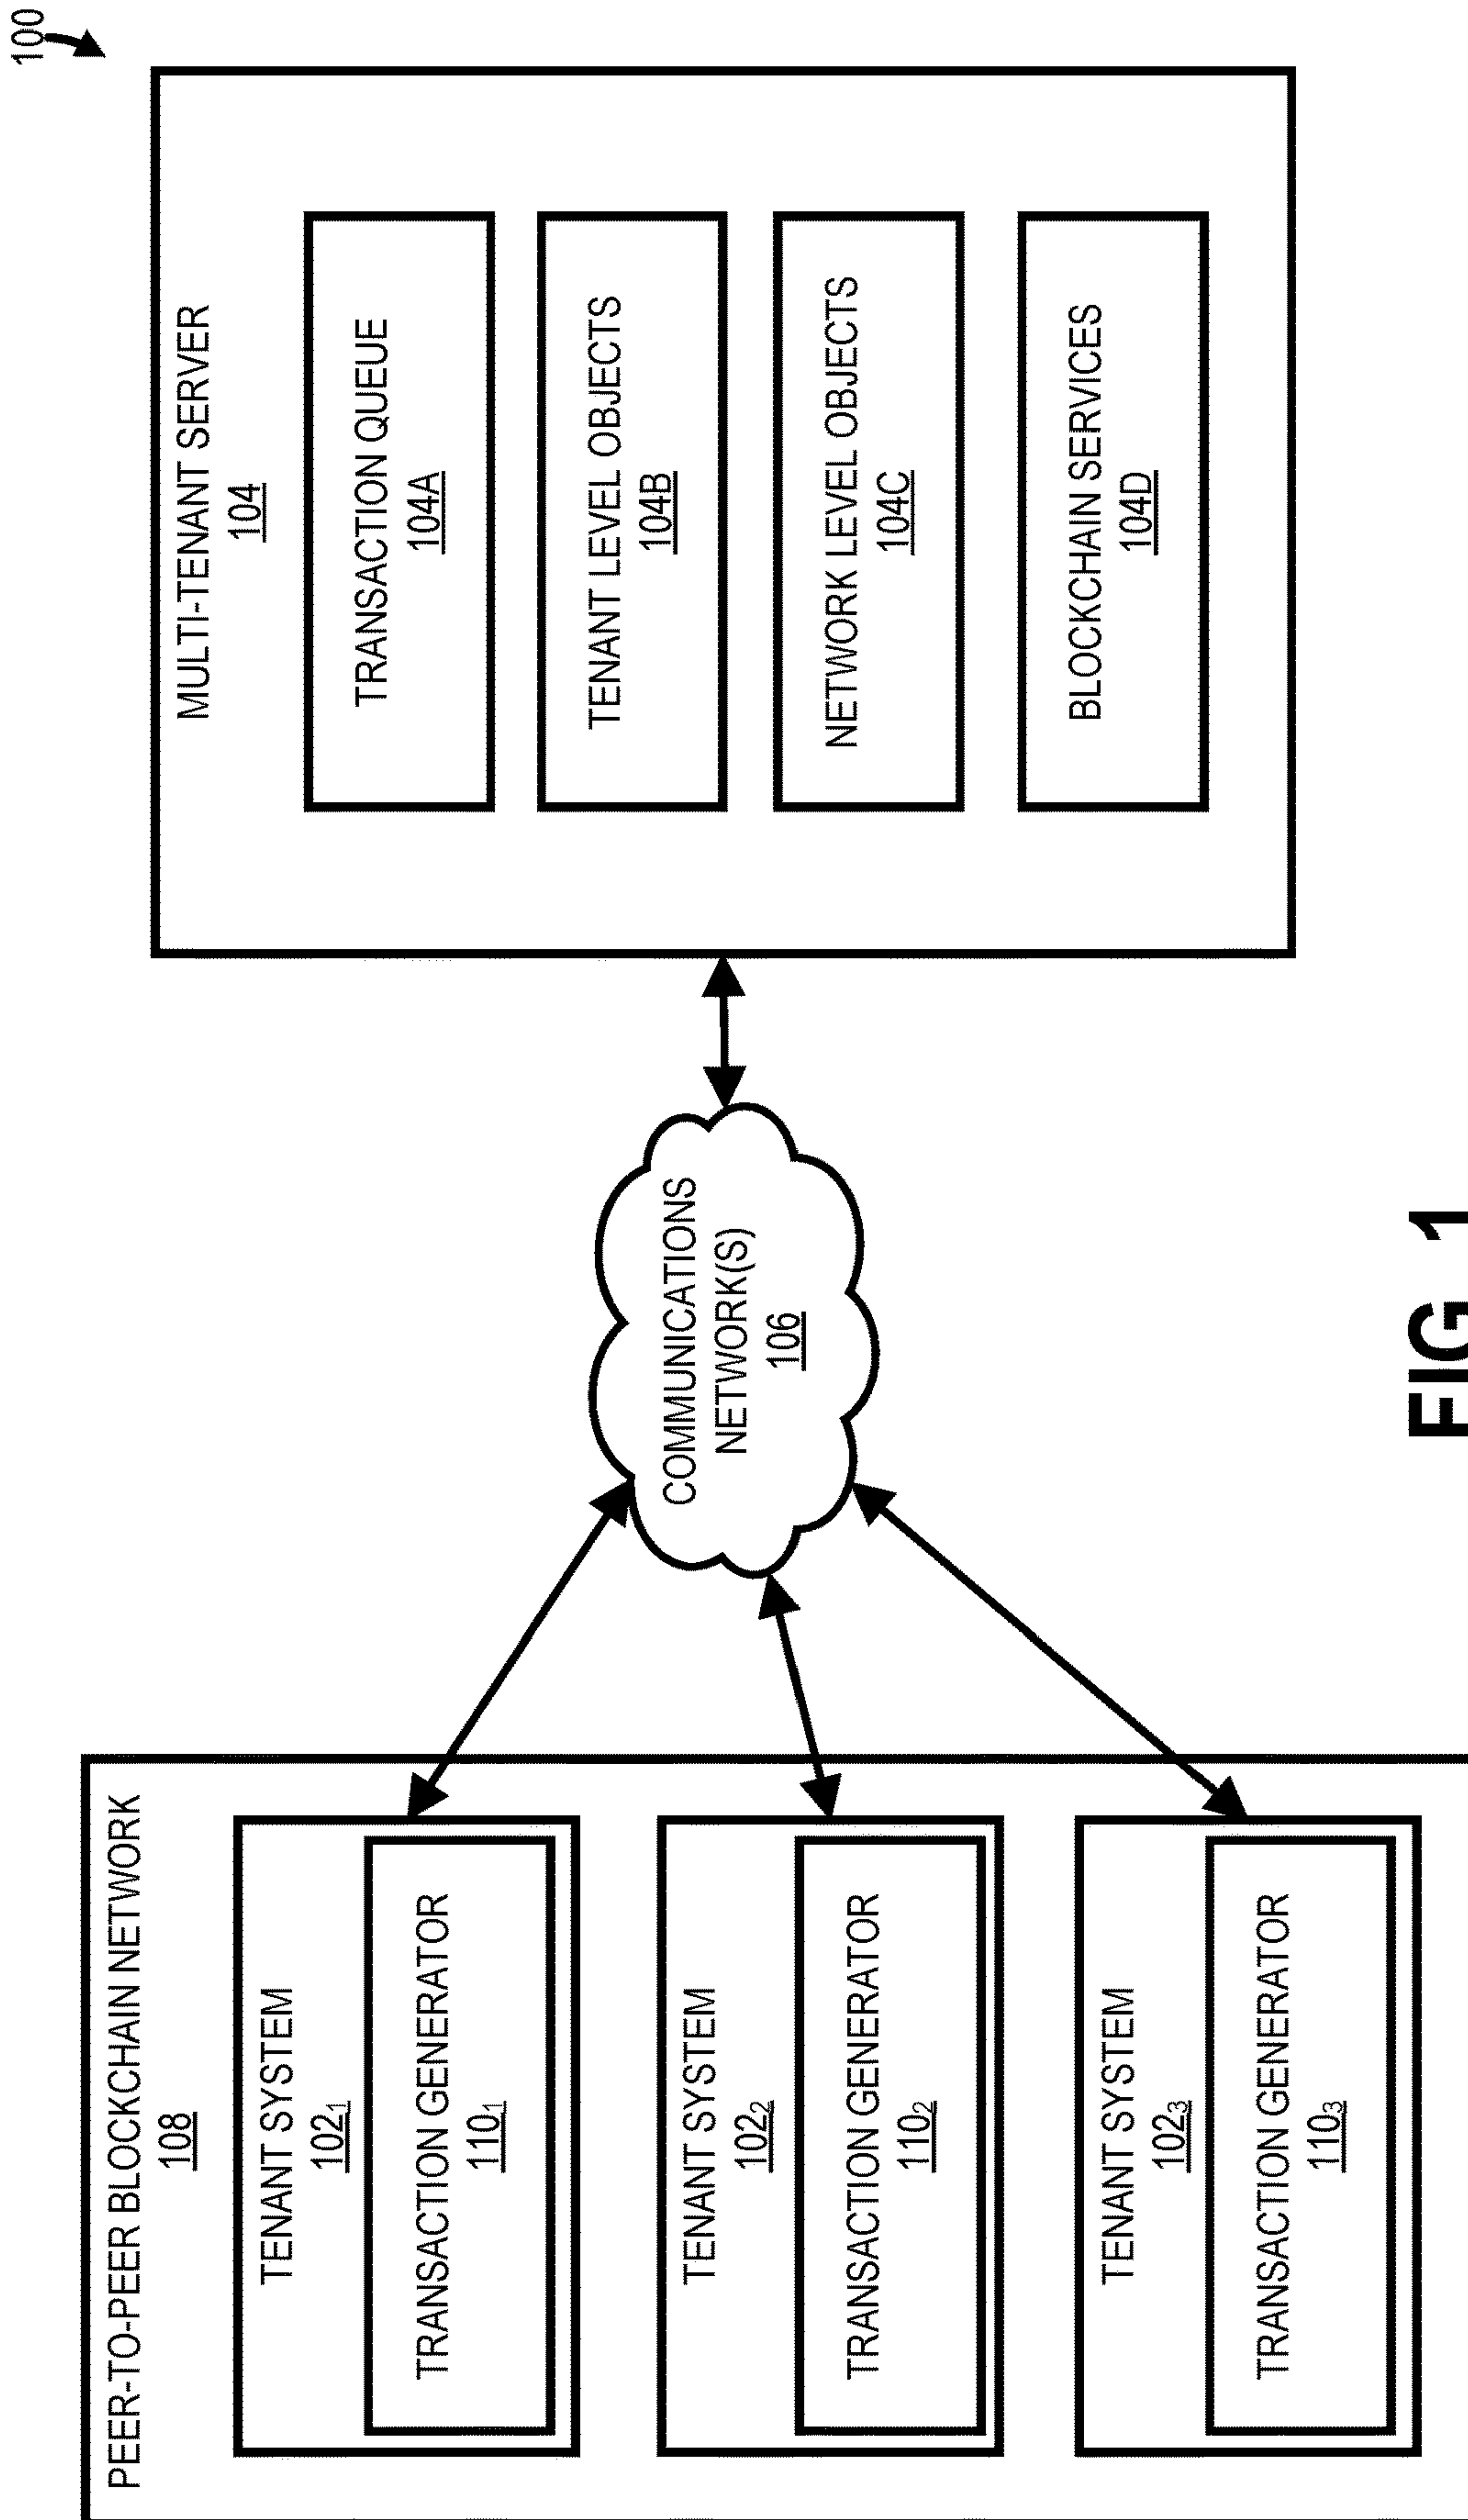 100
PEER-TO-PEER BLOCKCHAIN NETWORK
108
TENANT SYSTEM
102₁
TRANSACTION GENERATOR
110₁
TENANT SYSTEM
102₂
TRANSACTION GENERATOR
110₂
TENANT SYSTEM
102₃
TRANSACTION GENERATOR
110₃
COMMUNICATIONS
NETWORK(S)
106
MULTI-TENANT SERVER
104
TRANSACTION QUEUE
104A
TENANT LEVEL OBJECTS
104B
NETWORK LEVEL OBJECTS
104C
BLOCKCHAIN SERVICES
104D
FIG. 1